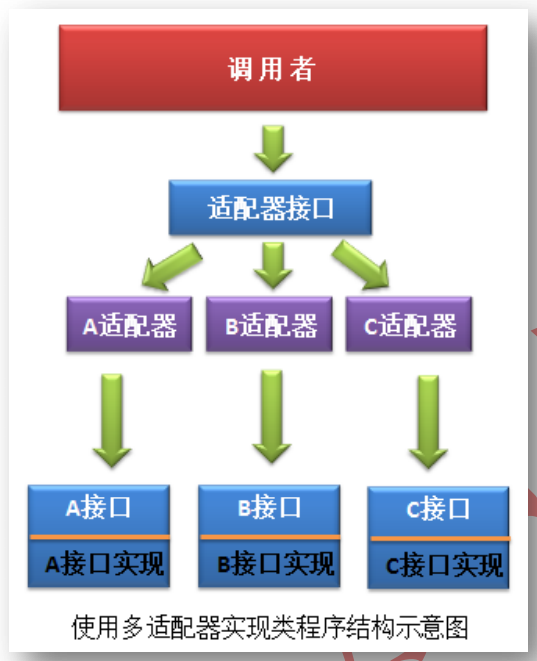 调用者
适配器接口
A适配器 B适配器 C适配器
A接口 B接口 C接口
A接口实现 B接口实现 C接口实现
使用多适配器实现类程序结构示意图